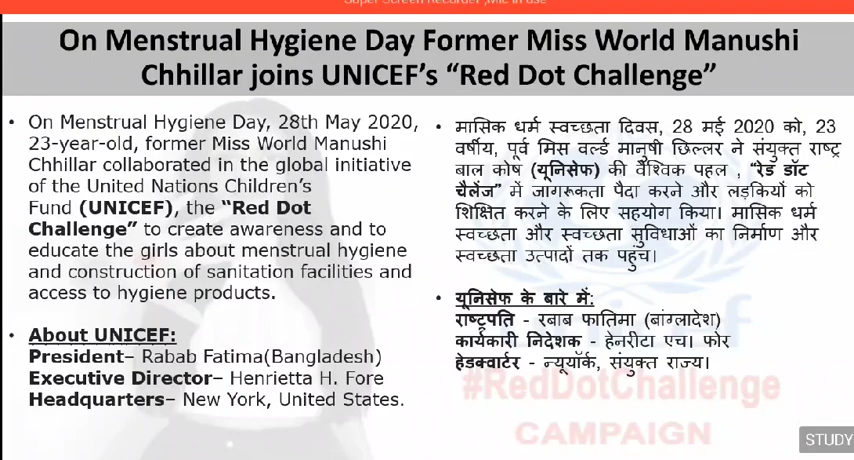 Super Screen Recorder ,Mic in use
On Menstrual Hygiene Day Former Miss World Manushi
Chhillar joins UNICEF's "Red Dot Challenge"
• On Menstrual Hygiene Day, 28th May 2020,
23-year-old, former Miss World Manushi
Chhillar collaborated in the global initiative
of the United Nations Children's
Fund (UNICEF), the "Red Dot
Challenge" to create awareness and to
educate the girls about menstrual hygiene
and construction of sanitation facilities and
access to hygiene products.
• About UNICEF:
President– Rabab Fatima(Bangladesh)
Executive Director– Henrietta H. Fore
Headquarters– New York, United States.
• मासिक धर्म स्वच्छता दिवस, 28 मई 2020 को, 23
वर्षीय, पूर्व मिस वर्ल्ड मानुषी छिल्लर ने संयुक्त राष्ट्र
बाल कोष (यूनिसेफ) की वैश्विक पहल , "रेड डॉट
चैलेंज" में जागरूकता पैदा करने और लड़कियों को
शिक्षित करने के लिए सहयोग किया। मासिक धर्म
स्वच्छता और स्वच्छता सुविधाओं का निर्माण और
स्वच्छता उत्पादों तक पहुंच।
• यूनिसेफ के बारे में:
राष्ट्रपति - रबाब फातिमा (बांग्लादेश)
कार्यकारी निदेशक - हेनरीटा एच। फोर
हेडक्वार्टर - न्यूयॉर्क, संयुक्त राज्य।
#RedDotChallenge
CAMPAIGN
STUDY